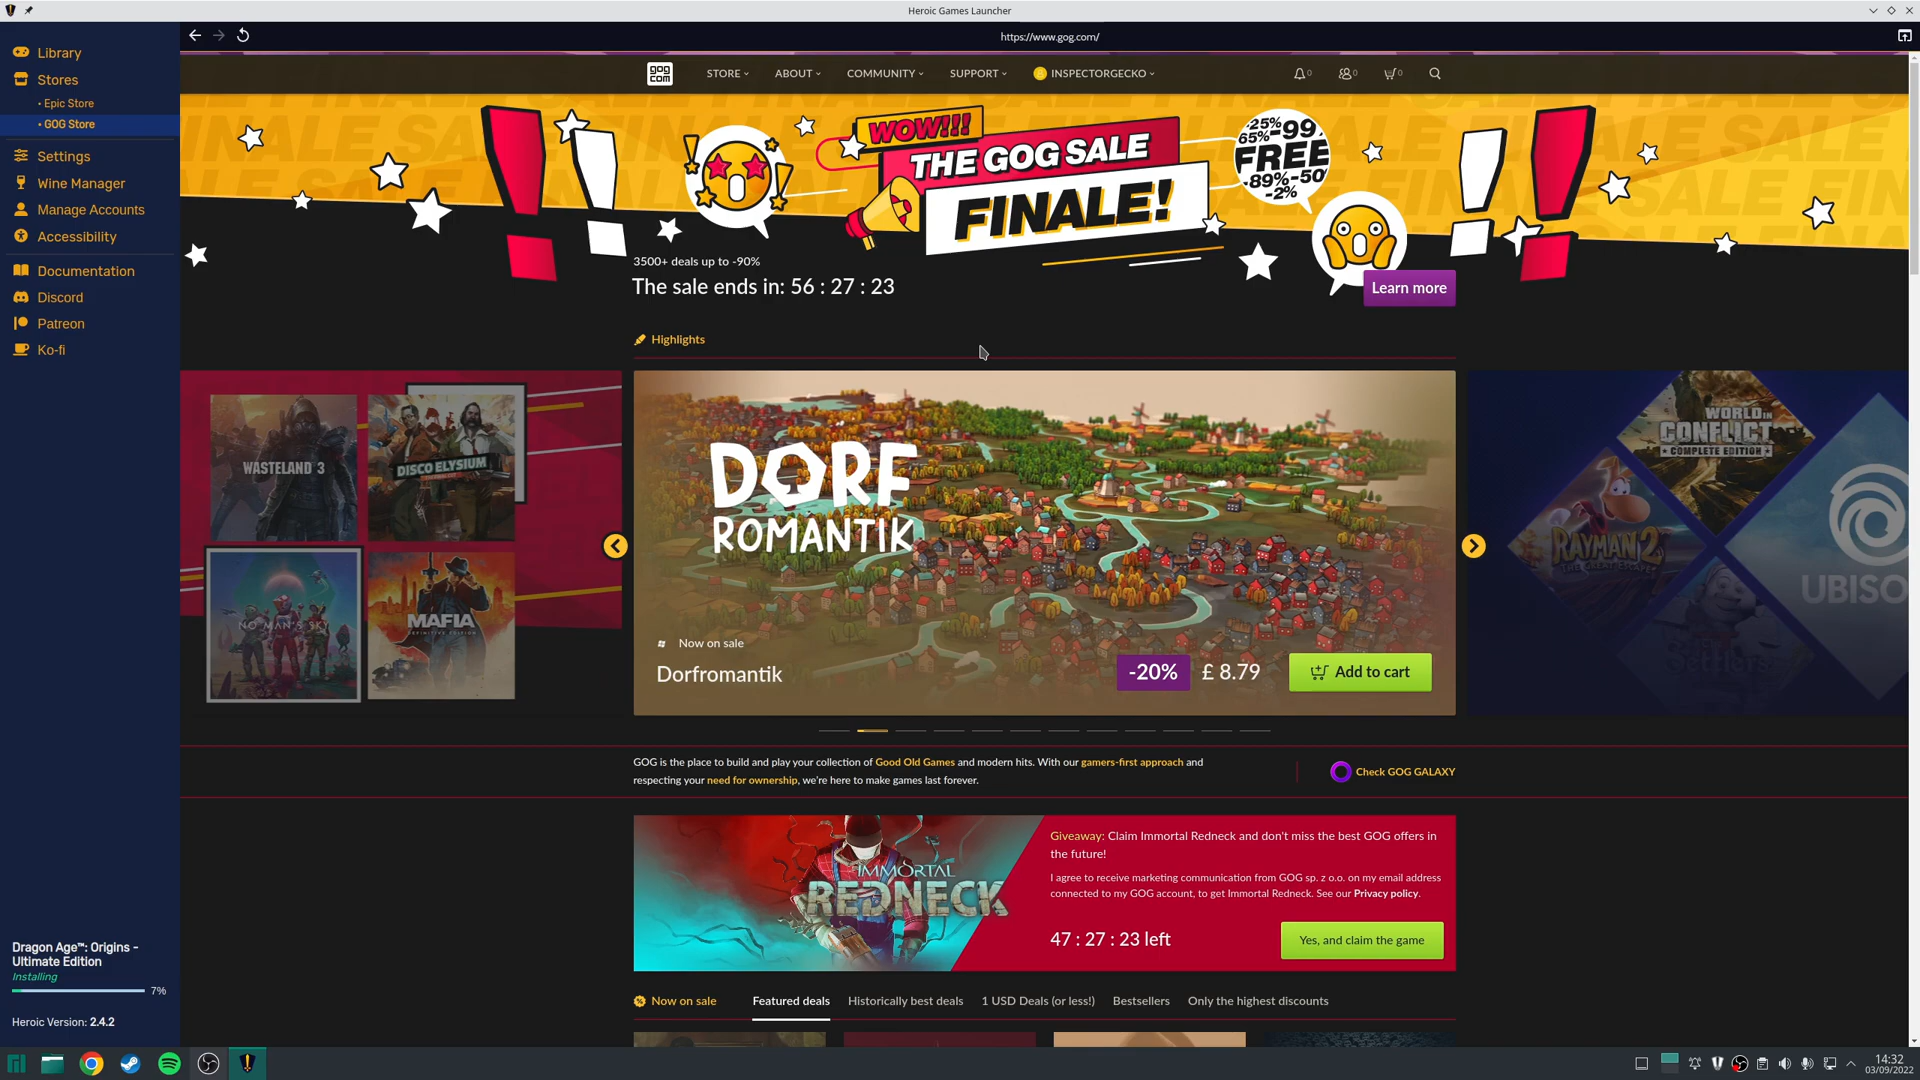 Heroic Games Launcher
https://www.gog.com/
Library
Stores
• Epic Store
• GOG Store
Settings
Wine Manager
Manage Accounts
Accessibility
Documentation
Discord
Patreon
Ko-fi
gog
com
STORE
ABOUT
COMMUNITY
SUPPORT
INSPECTORGECKO
0
0
0
WOW!!!
THE GOG SALE
FINALE!
-25%
65% -99
FREE
-89% -50
-2%
3500+ deals up to -90%
The sale ends in: 56 : 27 : 23
Learn more
Highlights
WASTELAND 3
DISCO ELYSIUM
NO MAN'S SKY
MAFIA
DEFINITIVE EDITION
DORF
ROMANTIK
Now on sale
Dorfromantik
-20%
£ 8.79
Add to cart
WORLD IN
CONFLICT
COMPLETE EDITION
RAYMAN 2
THE GREAT ESCAPE
UBISO
GOG is the place to build and play your collection of Good Old Games and modern hits. With our gamers-first approach and
respecting your need for ownership, we're here to make games last forever.
Check GOG GALAXY
IMMORTAL
REDNECK
Giveaway: Claim Immortal Redneck and don't miss the best GOG offers in
the future!
I agree to receive marketing communication from GOG sp. z o.o. on my email address
connected to my GOG account, to get Immortal Redneck. See our Privacy policy.
47 : 27 : 23 left
Yes, and claim the game
Now on sale
Featured deals
Historically best deals
1 USD Deals (or less!)
Bestsellers
Only the highest discounts
Dragon Age™: Origins -
Ultimate Edition
Installing
7%
Heroic Version: 2.4.2
14:32
03/09/2022